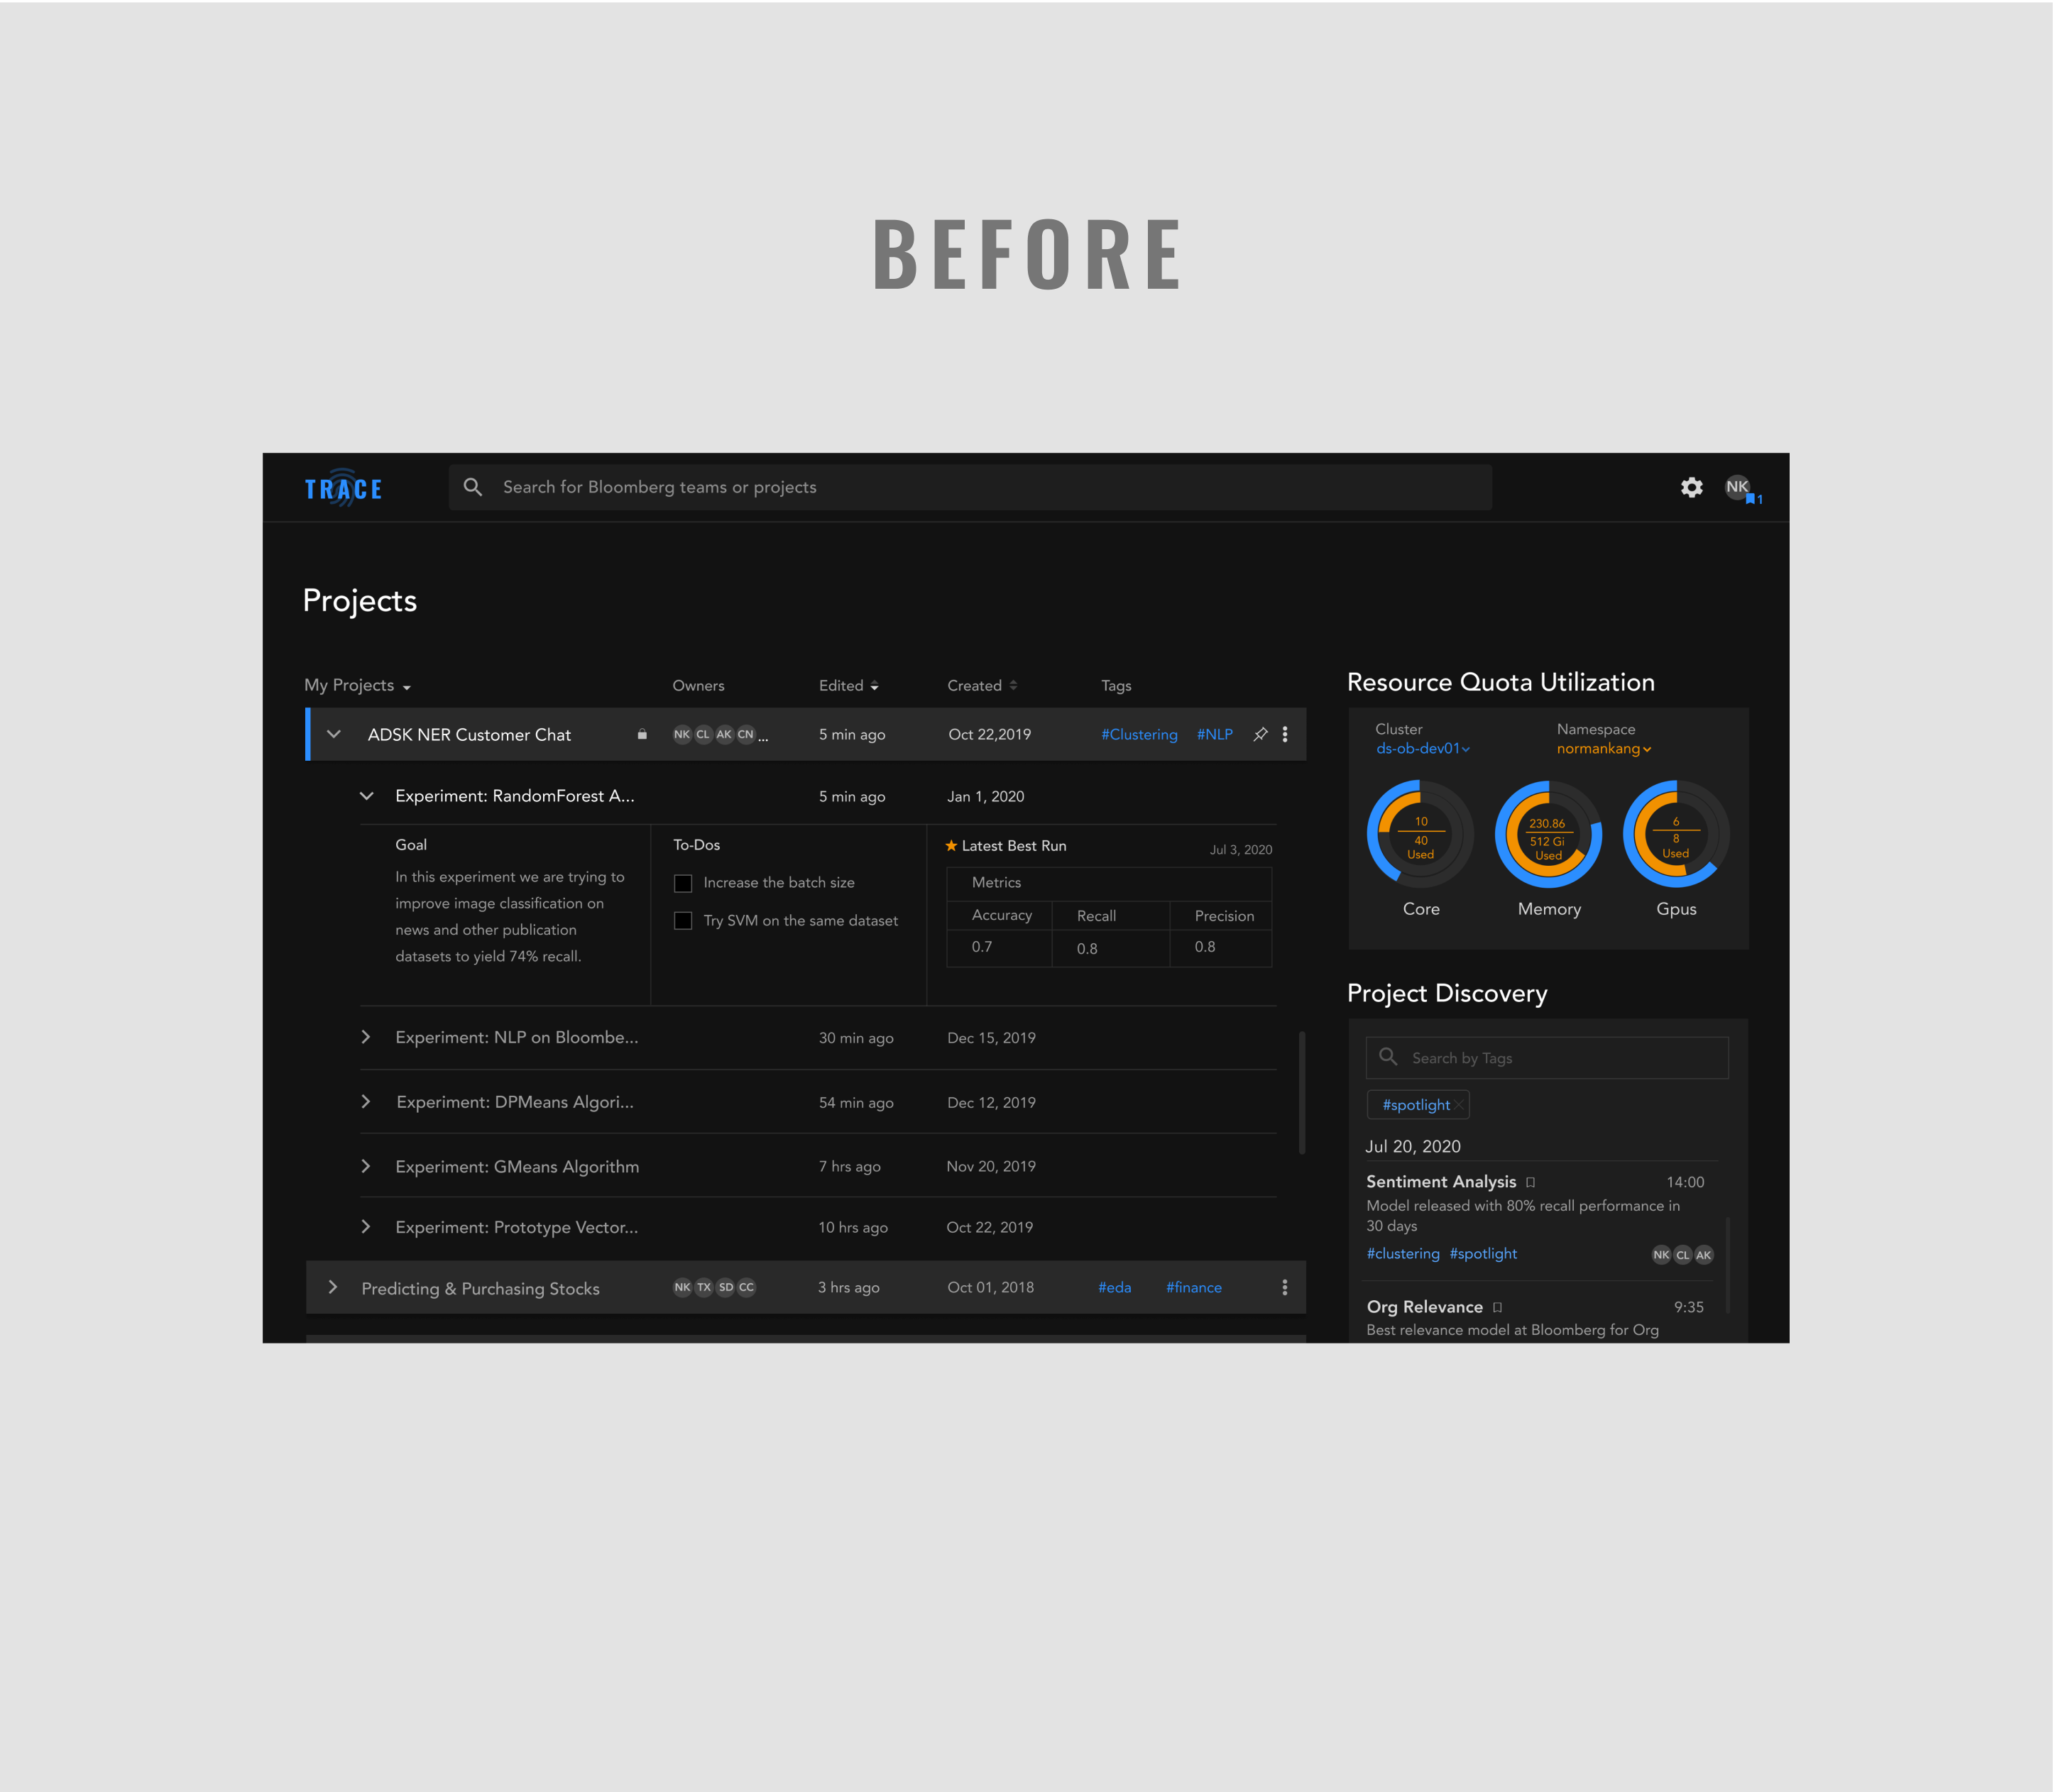 BEFORE
TRACE
Search for Bloomberg teams or projects
NK
1
Projects
My Projects Owners Edited Created Tags
ADSK NER Customer Chat NK CL AK CN ... 5 min ago Oct 22,2019 #Clustering #NLP
Experiment: RandomForest A... 5 min ago Jan 1, 2020
Goal
In this experiment we are trying to
improve image classification on
news and other publication
datasets to yield 74% recall.
To-Dos
Increase the batch size
Try SVM on the same dataset
Latest Best Run Jul 3, 2020
Metrics
Accuracy Recall Precision
0.7 0.8 0.8
Experiment: NLP on Bloombe... 30 min ago Dec 15, 2019
Experiment: DPMeans Algori... 54 min ago Dec 12, 2019
Experiment: GMeans Algorithm 7 hrs ago Nov 20, 2019
Experiment: Prototype Vector... 10 hrs ago Oct 22, 2019
Predicting & Purchasing Stocks NK TX SD CC 3 hrs ago Oct 01, 2018 #eda #finance
Resource Quota Utilization
Cluster Namespace
ds-ob-dev01 normankang
10
40
Used
Core
230.86
512 Gi
Used
Memory
6
8
Used
Gpus
Project Discovery
Search by Tags
#spotlight
Jul 20, 2020
Sentiment Analysis 14:00
Model released with 80% recall performance in
30 days
#clustering #spotlight NK CL AK
Org Relevance 9:35
Best relevance model at Bloomberg for Org